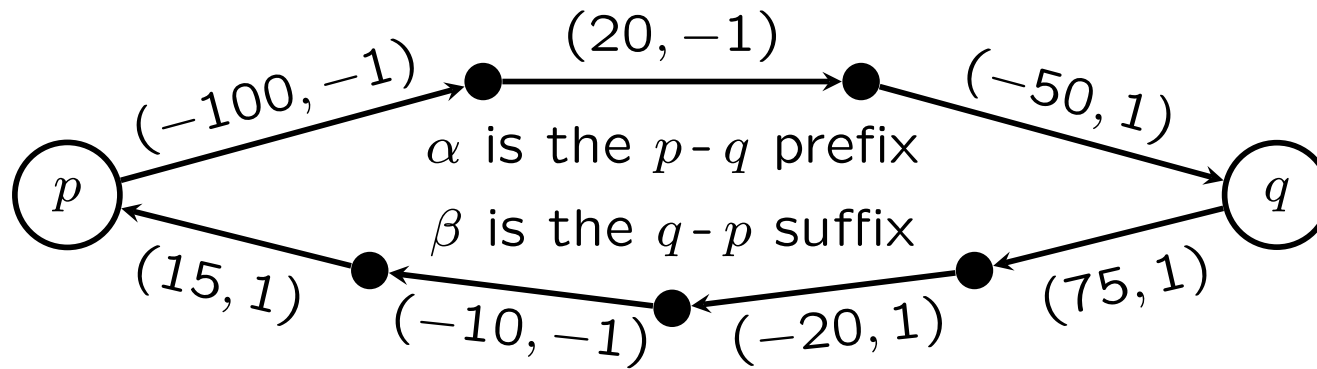 (−100, −1)
(20, −1)
(−50, 1)
α is the p-q prefix
p
q
β is the q-p suffix
(15, 1)
(−10, −1)
(−20, 1)
(75, 1)